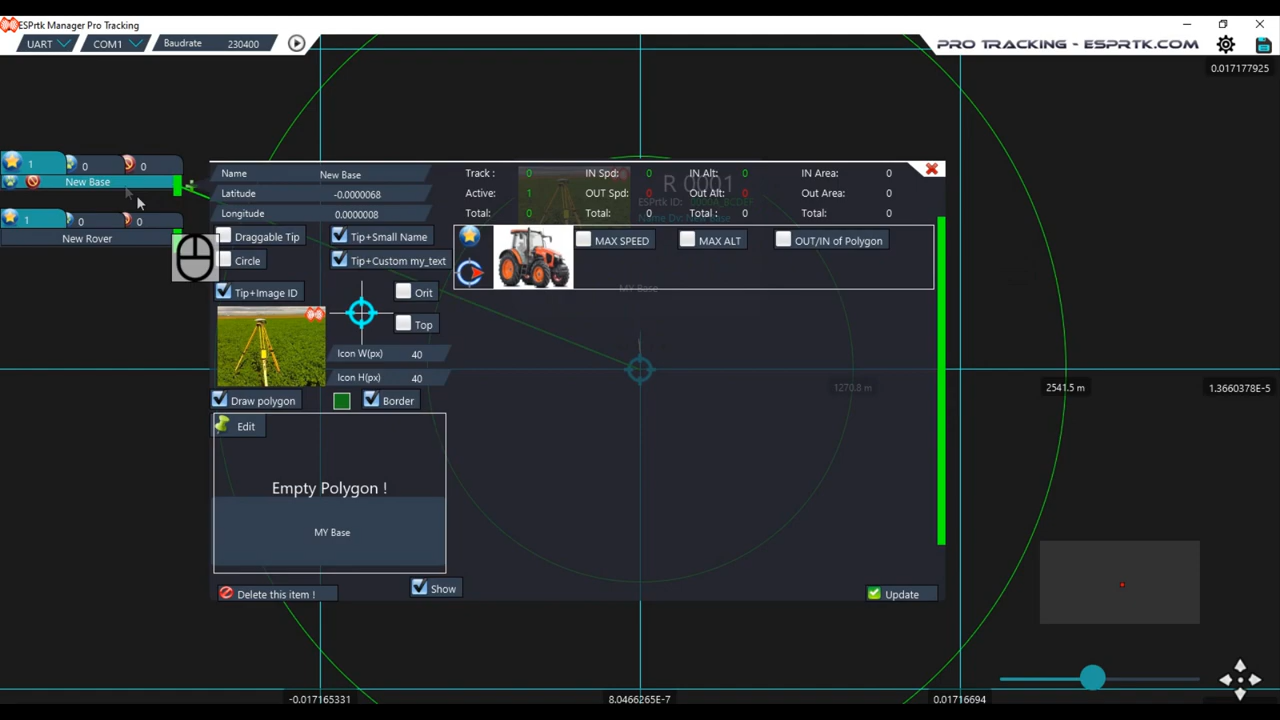 ESPrtk Manager Pro Tracking
UART COM1 Baudrate 230400
PRO TRACKING - ESPRTK.COM
0.017177925
1 0 0
New Base
1 0 0
New Rover
Name New Base
Latitude -0.0000068
Longitude 0.0000008
Draggable Tip Tip+Small Name
Circle Tip+Custom my_text
Tip+Image ID Orit
Top
Icon W(px) 40
Icon H(px) 40
Draw polygon Border
Edit
Empty Polygon !
MY Base
Delete this item ! Show
Track : 0 IN Spd: 0 IN Alt: 0 IN Area: 0
Active: 1 OUT Spd: 0 Out Alt: 0 Out Area: 0
Total: 0 Total: 0 Total : 0 Total: 0
R 0001
ESPrtk ID:
MAX SPEED MAX ALT OUT/IN of Polygon
MY Base
1270.8 m 2541.5 m 1.3660378E-5
Update
-0.017165331 8.0466265E-7 0.01716694